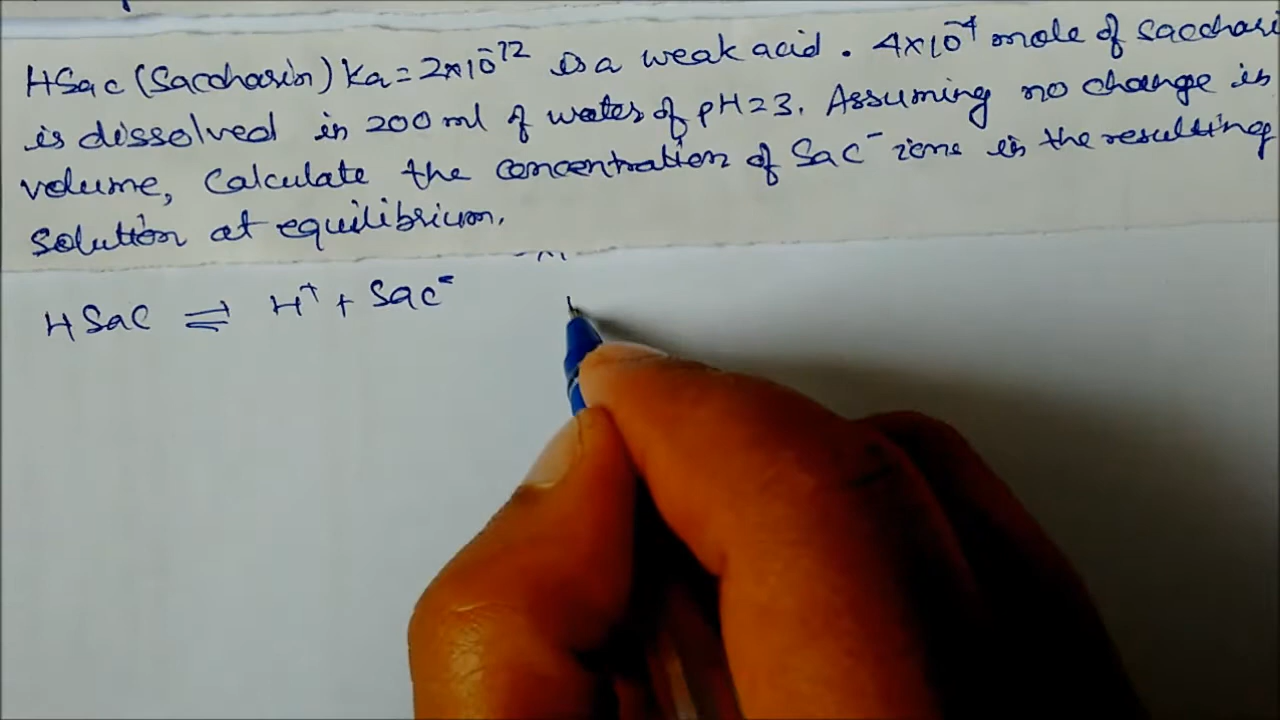 HSac (Saccharin) Ka = 2×10⁻¹² is a weak acid. 4×10⁻⁴ mole of sacchari
is dissolved in 200 ml of water of pH = 3. Assuming no change is
volume, Calculate the concentration of Sac⁻ ions in the resulting
solution at equilibrium.
HSac ⇌ H⁺ + Sac⁻